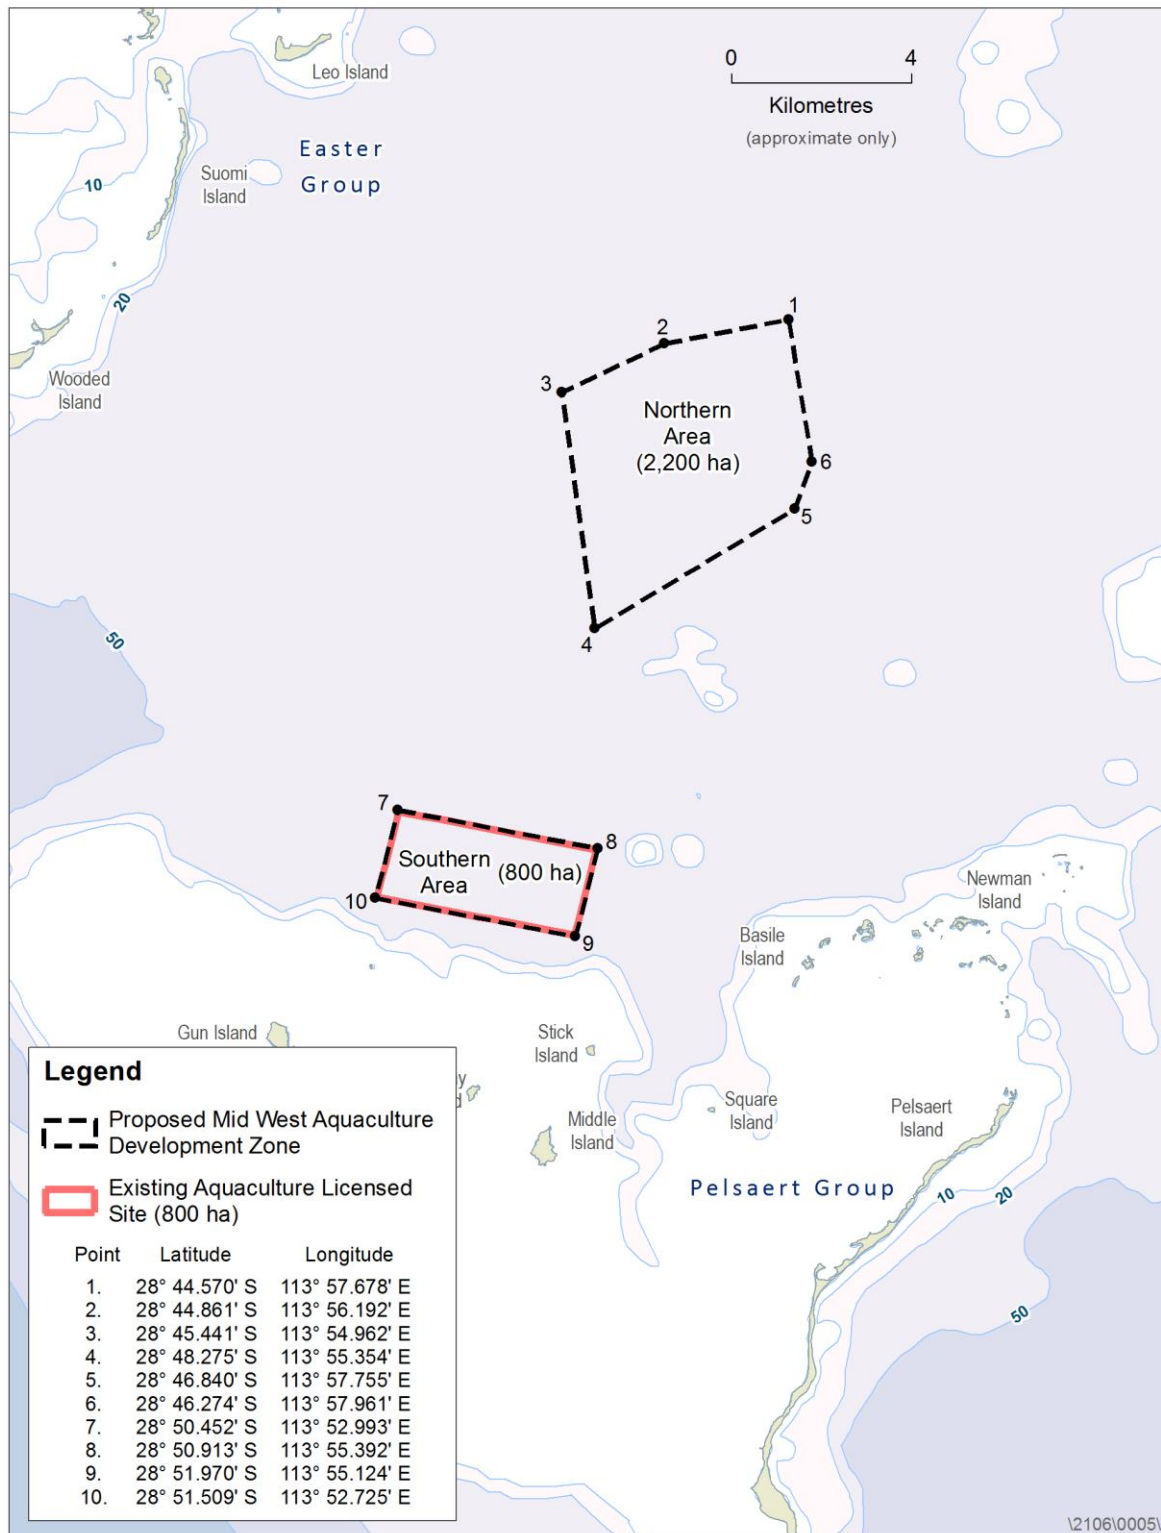 Leo Island
0 4
Kilometres
(approximate only)
Easter
Group
Suomi
Island
10
20
Wooded
Island
1
2
3
Northern
Area
(2,200 ha)
6
5
4
50
7
8
Southern
Area
(800 ha)
10
9
Newman
Island
Basile
Island
Gun Island
Stick
Island
Middle
Island
Square
Island
Pelsaert
Island
Pelsaert Group
10
20
50
Legend
Proposed Mid West Aquaculture
Development Zone
Existing Aquaculture Licensed
Site (800 ha)
Point Latitude Longitude
1. 28° 44.570' S 113° 57.678' E
2. 28° 44.861' S 113° 56.192' E
3. 28° 45.441' S 113° 54.962' E
4. 28° 48.275' S 113° 55.354' E
5. 28° 46.840' S 113° 57.755' E
6. 28° 46.274' S 113° 57.961' E
7. 28° 50.452' S 113° 52.993' E
8. 28° 50.913' S 113° 55.392' E
9. 28° 51.970' S 113° 55.124' E
10. 28° 51.509' S 113° 52.725' E
\2106\0005\